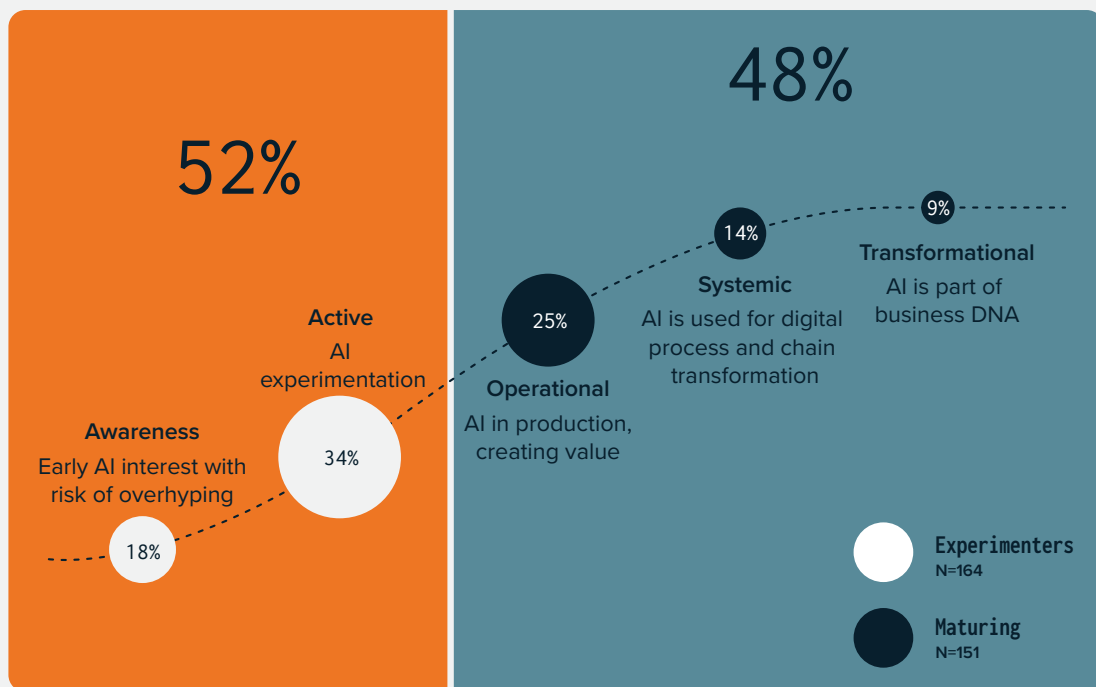 52%
48%
Awareness
Early AI interest with
risk of overhyping
18%
Active
AI
experimentation
34%
25%
Operational
AI in production,
creating value
14%
Systemic
AI is used for digital
process and chain
transformation
9%
Transformational
AI is part of
business DNA
Experimenters
N=164
Maturing
N=151